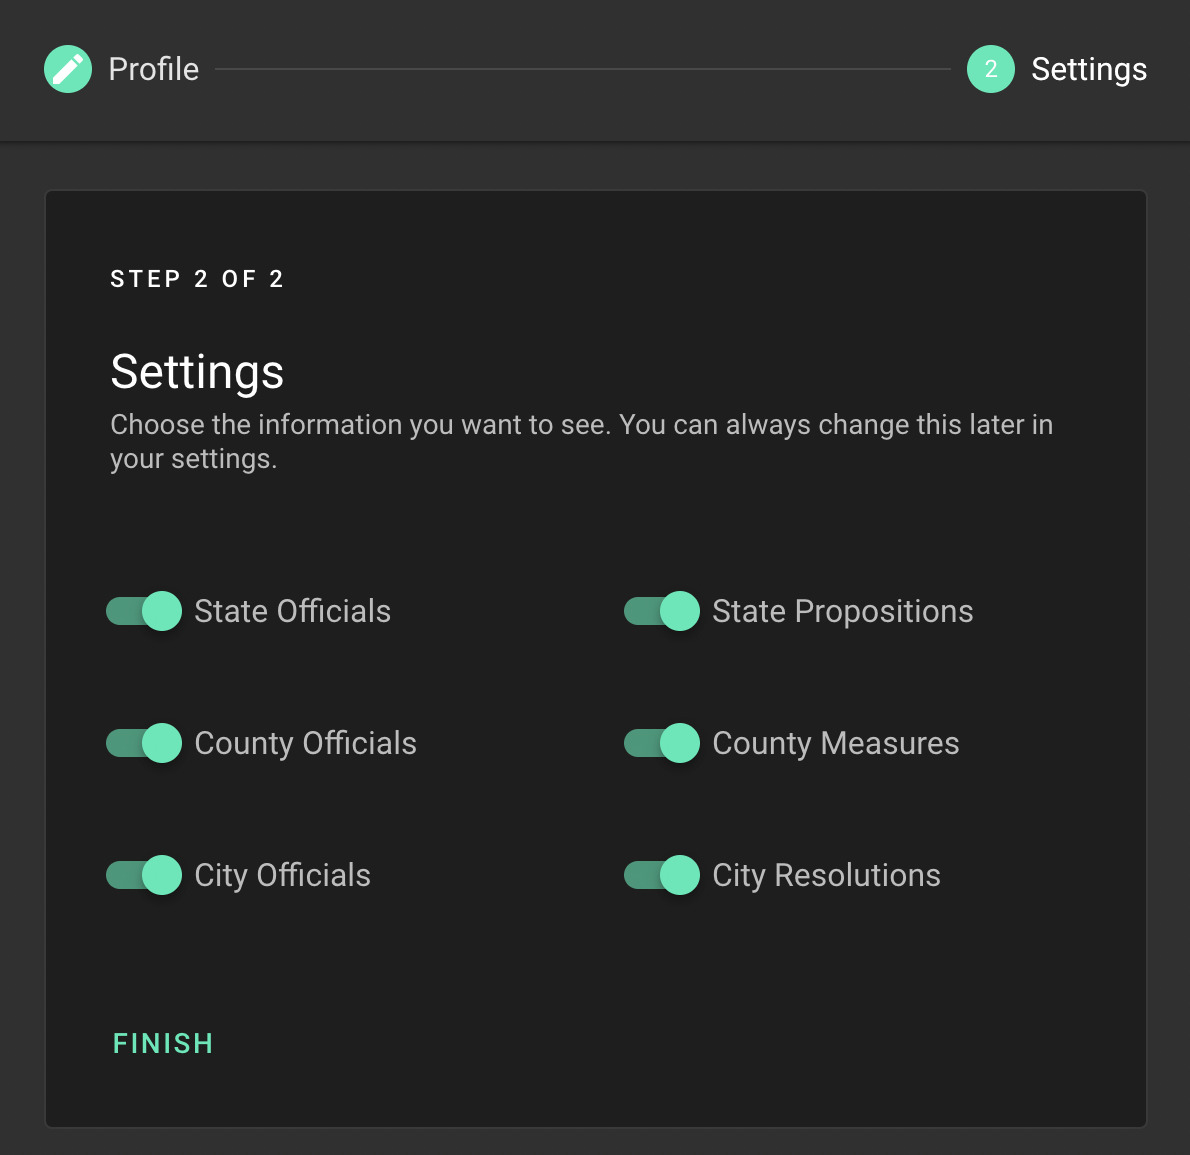 Profile
2 Settings
STEP 2 OF 2
Settings
Choose the information you want to see. You can always change this later in
your settings.
State Officials State Propositions
County Officials County Measures
City Officials City Resolutions
FINISH